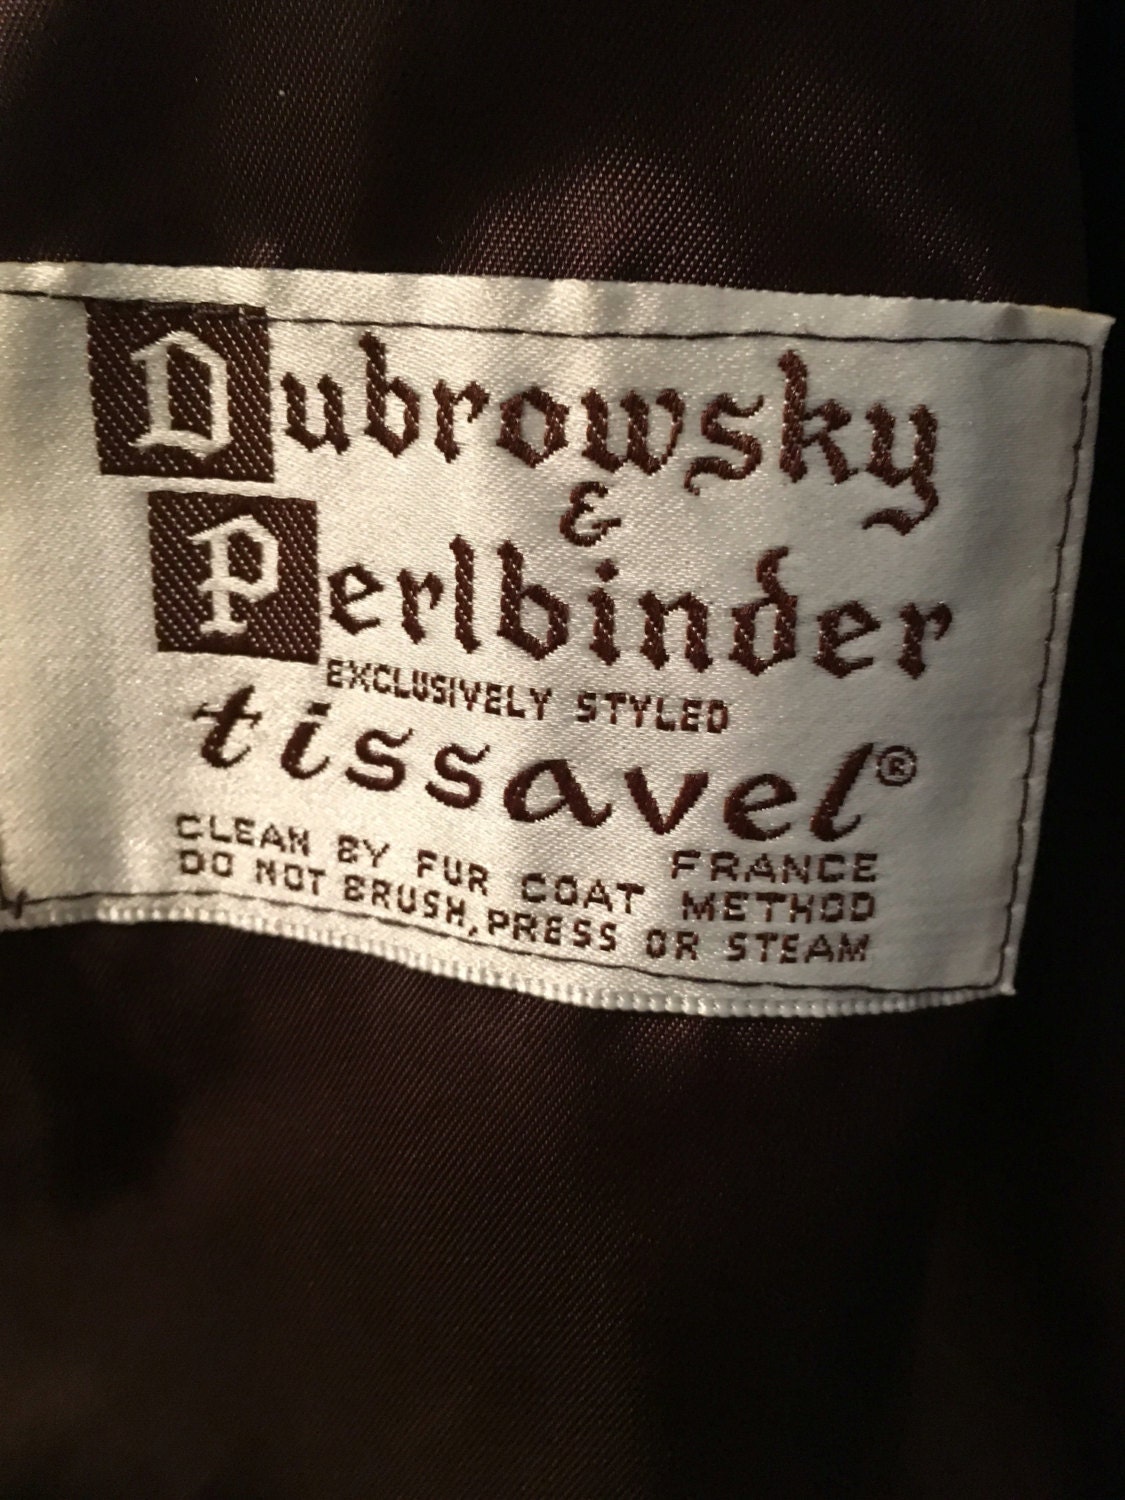 Dubrowsky
&
Perlbinder
EXCLUSIVELY STYLED
tissavel®
FRANCE
CLEAN BY FUR COAT METHOD
DO NOT BRUSH, PRESS OR STEAM